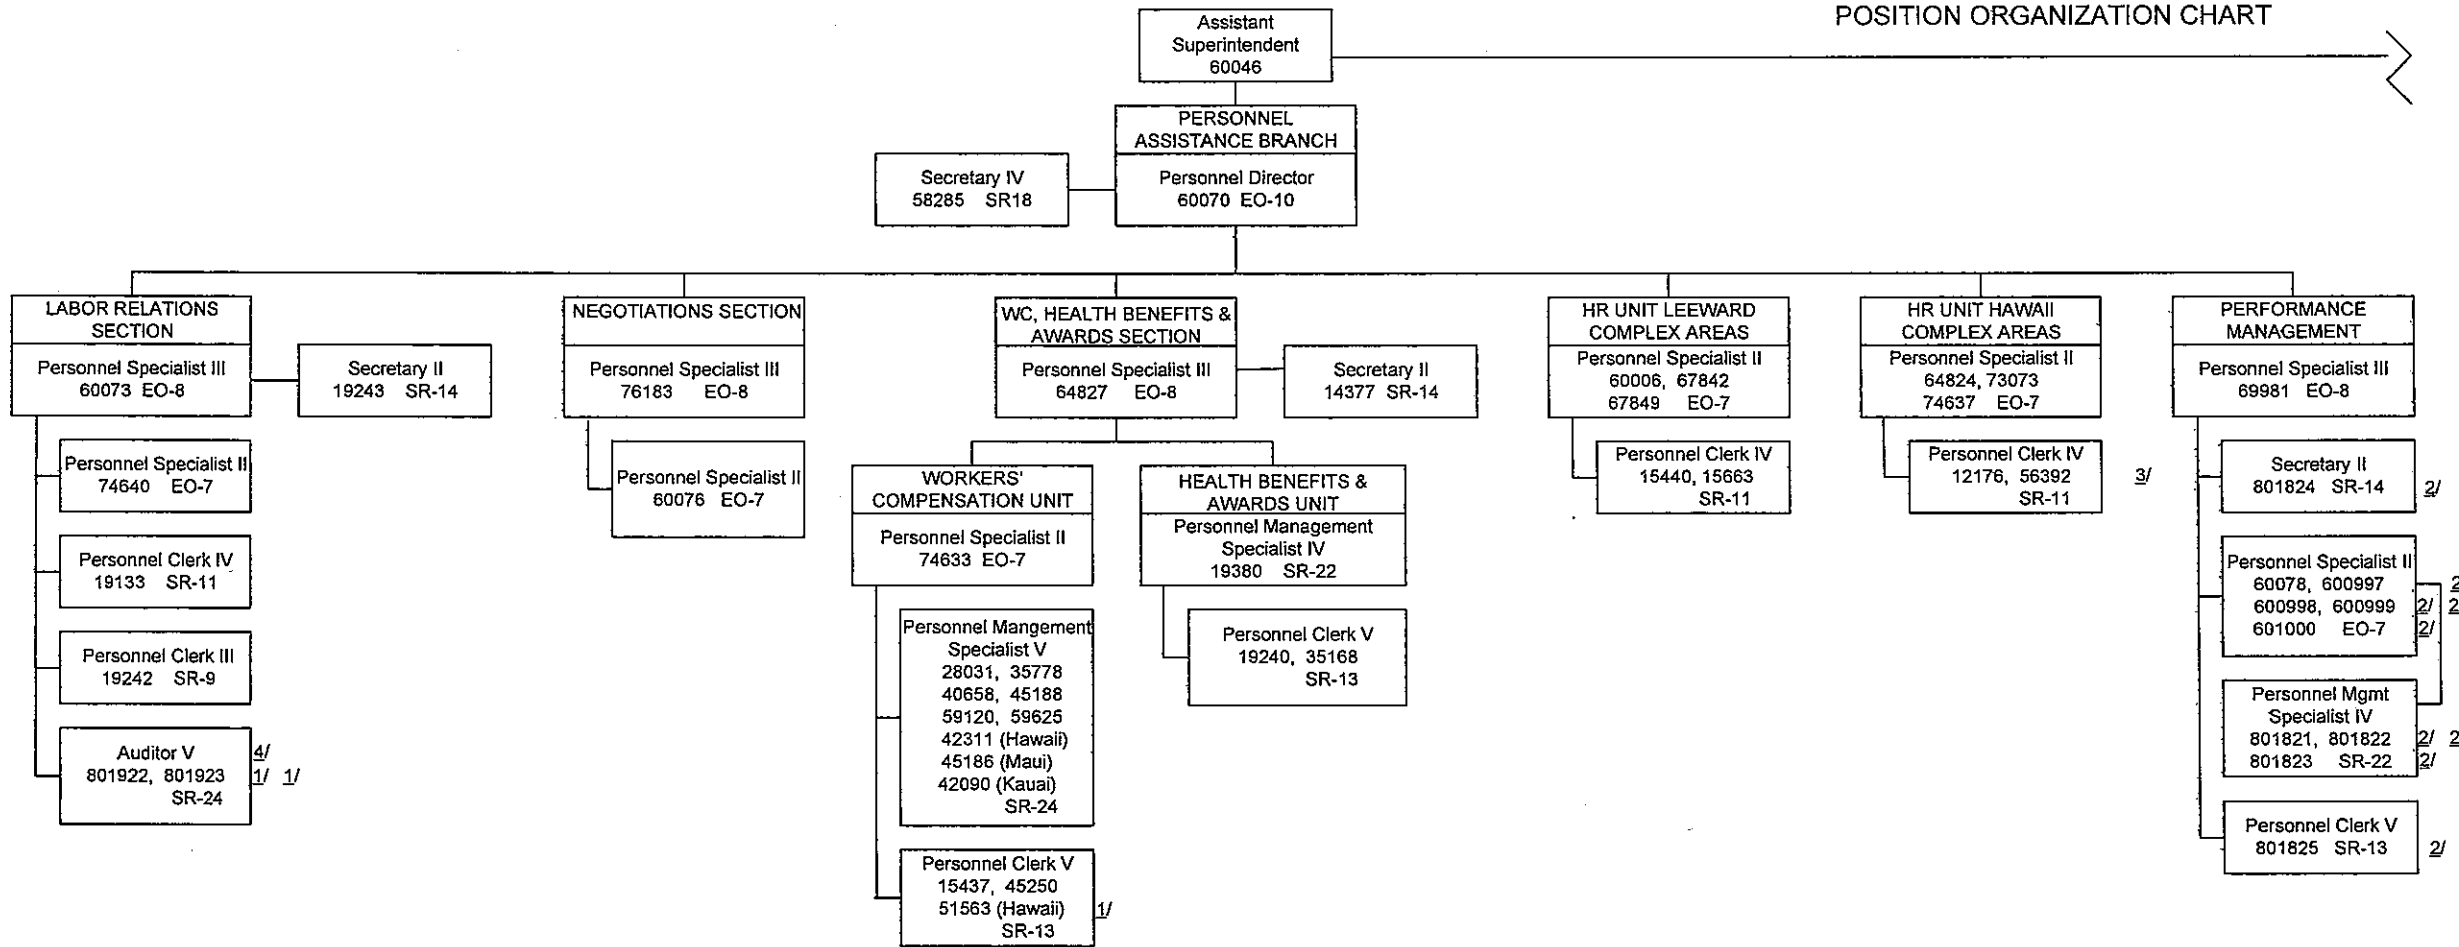 POSITION ORGANIZATION CHART
Assistant
Superintendent
60046
PERSONNEL
ASSISTANCE BRANCH
Personnel Director
60070 EO-10
Secretary IV
58285 SR18
LABOR RELATIONS
SECTION
Personnel Specialist III
60073 EO-8
Secretary II
19243 SR-14
Personnel Specialist II
74640 EO-7
Personnel Clerk IV
19133 SR-11
Personnel Clerk III
19242 SR-9
Auditor V 4/
801922, 801923 1/ 1/
SR-24
NEGOTIATIONS SECTION
Personnel Specialist III
76183 EO-8
Personnel Specialist II
60076 EO-7
WC, HEALTH BENEFITS &
AWARDS SECTION
Personnel Specialist III
64827 EO-8
Secretary II
14377 SR-14
WORKERS'
COMPENSATION UNIT
Personnel Specialist II
74633 EO-7
Personnel Mangement
Specialist V
28031, 35778
40658, 45188
59120, 59625
42311 (Hawaii)
45186 (Maui)
42090 (Kauai)
SR-24
Personnel Clerk V
15437, 45250
51563 (Hawaii) 1/
SR-13
HEALTH BENEFITS &
AWARDS UNIT
Personnel Management
Specialist IV
19380 SR-22
Personnel Clerk V
19240, 35168
SR-13
HR UNIT LEEWARD
COMPLEX AREAS
Personnel Specialist II
60006, 67842
67849 EO-7
Personnel Clerk IV
15440, 15663
SR-11
HR UNIT HAWAII
COMPLEX AREAS
Personnel Specialist II
64824, 73073
74637 EO-7
Personnel Clerk IV
12176, 56392 3/
SR-11
PERFORMANCE
MANAGEMENT
Personnel Specialist III
69981 EO-8
Secretary II
801824 SR-14 2/
Personnel Specialist II
60078, 600997 2
600998, 600999 2/ 2
601000 EO-7 2/
Personnel Mgmt
Specialist IV
801821, 801822 2/ 2
801823 SR-22 2/
Personnel Clerk V
801825 SR-13 2/